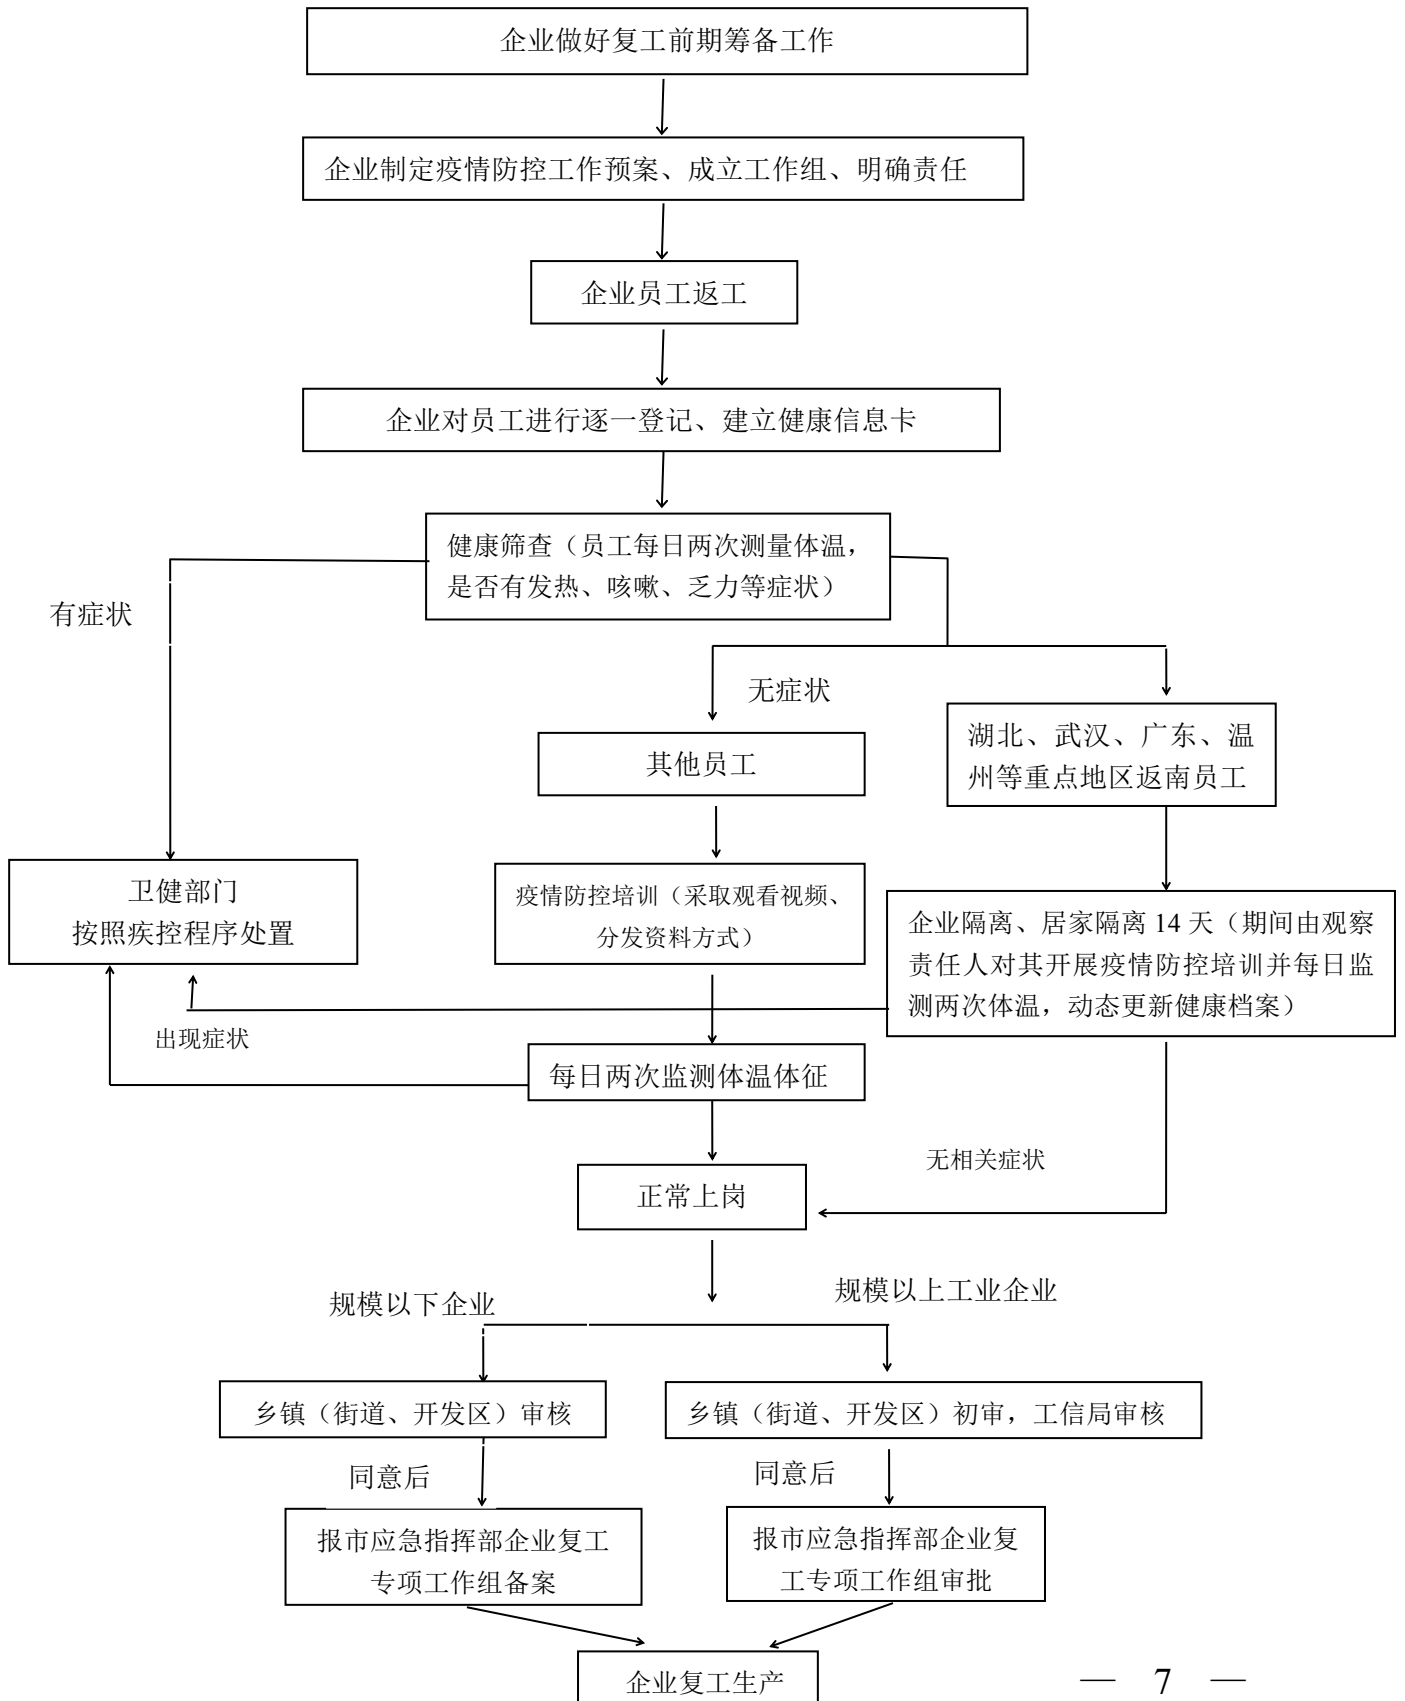 企业做好复工前期筹备工作
企业制定疫情防控工作预案、成立工作组、明确责任
企业员工返工
企业对员工进行逐一登记、建立健康信息卡
健康筛查（员工每日两次测量体温，
是否有发热、咳嗽、乏力等症状）
有症状
无症状
其他员工
湖北、武汉、广东、温
州等重点地区返南员工
卫健部门
按照疾控程序处置
疫情防控培训（采取观看视频、
分发资料方式）
企业隔离、居家隔离 14 天（期间由观察
责任人对其开展疫情防控培训并每日监
测两次体温，动态更新健康档案）
出现症状
每日两次监测体温体征
无相关症状
正常上岗
规模以下企业
规模以上工业企业
乡镇（街道、开发区）审核
乡镇（街道、开发区）初审，工信局审核
同意后
同意后
报市应急指挥部企业复工
专项工作组备案
报市应急指挥部企业复
工专项工作组审批
企业复工生产
— 7 —